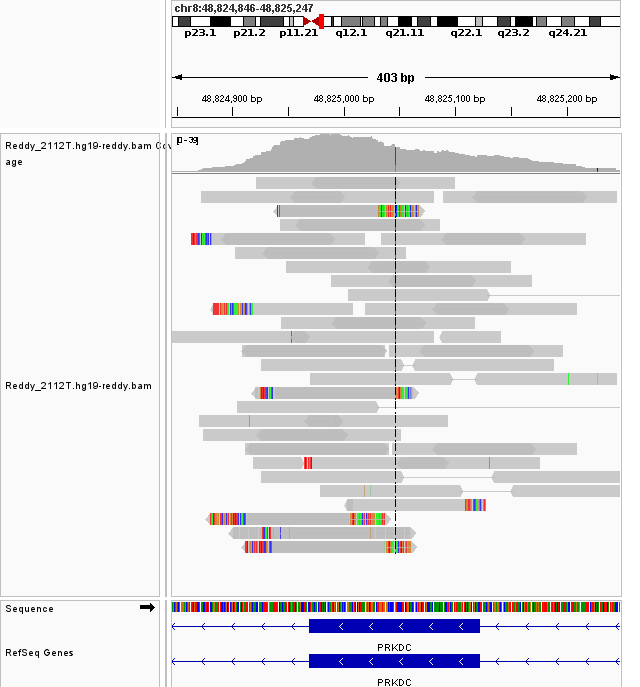 chr8:48,824,846-48,825,247
p23.1 p21.2 p11.21 q12.1 q21.11 q22.1 q23.2 q24.21
403 bp
48,824,900 bp 48,825,000 bp 48,825,100 bp 48,825,200 bp
Reddy_2112T.hg19-reddy.bam Cov
age
[0-39]
Reddy_2112T.hg19-reddy.bam
Sequence
PRKDC
RefSeq Genes
PRKDC